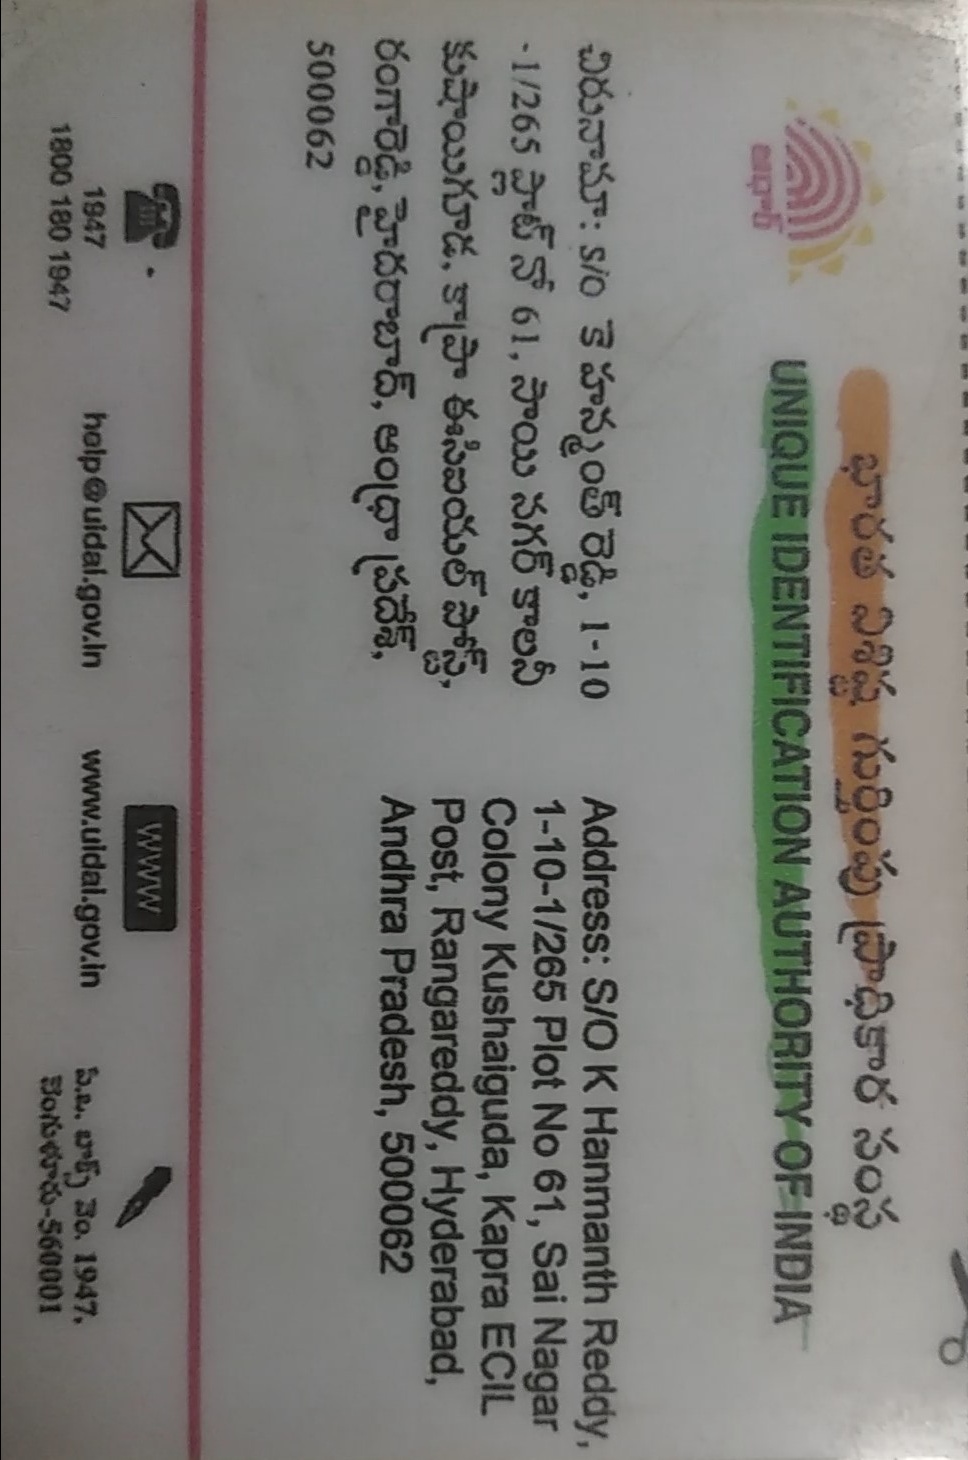 భారత విశిష్ట గుర్తింపు ప్రాధికార సంస్థ
UNIQUE IDENTIFICATION AUTHORITY OF INDIA
ఆధార్
చిరునామా: S/O కె హన్మంత్ రెడ్డి, 1-10
-1/265 ప్లాట్ నో 61, సాయి నగర్ కాలనీ
కుషాయిగూడ, కాప్రా ఈసిఐయల్ పోస్ట్,
రంగారెడ్డి, హైదరాబాద్, ఆంధ్రా ప్రదేశ్,
500062
Address: S/O K Hanmanth Reddy,
1-10-1/265 Plot No 61, Sai Nagar
Colony Kushaiguda, Kapra ECIL
Post, Rangareddy, Hyderabad,
Andhra Pradesh, 500062
1947
1800 180 1947
help@uidai.gov.in
WWW
www.uidai.gov.in
పి.ఒ. బాక్స్ నెం. 1947,
బెంగుళూరు-560001